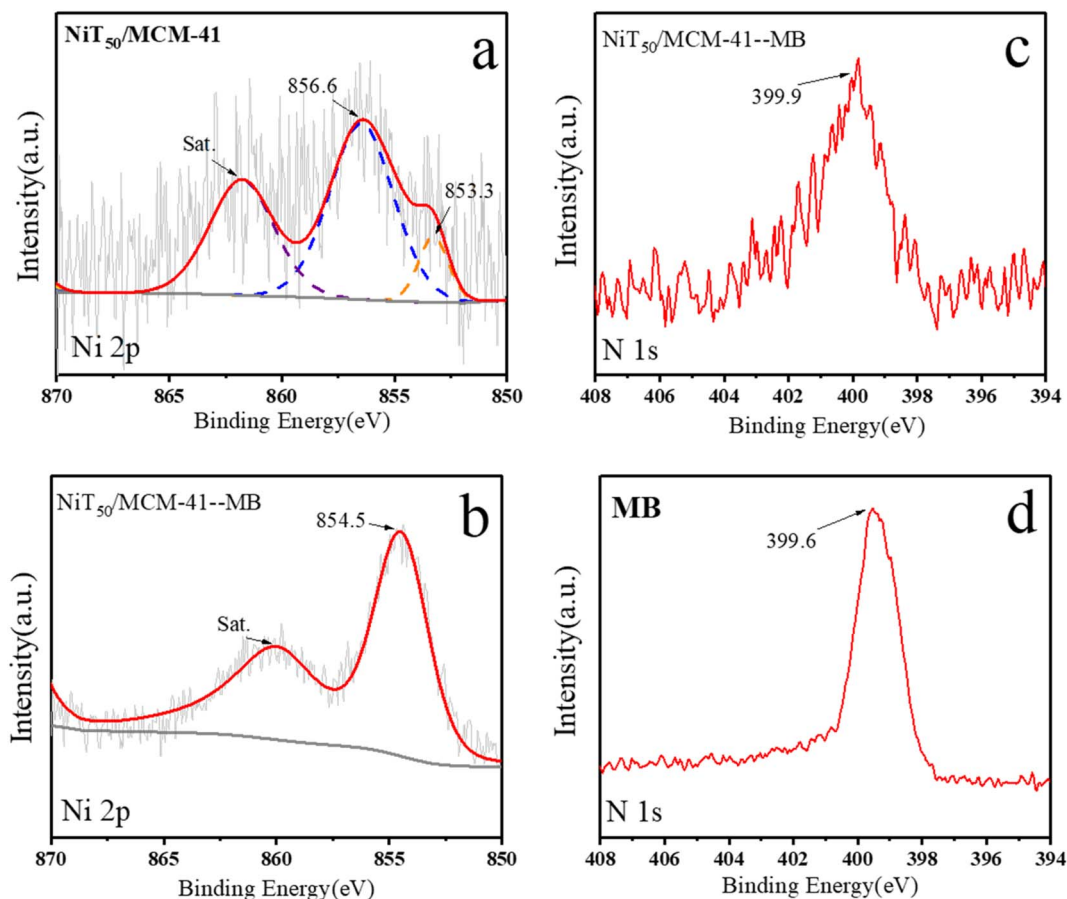 NiT50/MCM-41
a
856.6
Sat.
853.3
Intensity(a.u.)
Ni 2p
870 865 860 855 850
Binding Energy(eV)
NiT50/MCM-41--MB
c
399.9
Intensity(a.u.)
N 1s
408 406 404 402 400 398 396 394
Binding Energy(eV)
NiT50/MCM-41--MB
b
854.5
Sat.
Intensity(a.u.)
Ni 2p
870 865 860 855 850
Binding Energy(eV)
MB
d
399.6
Intensity(a.u.)
N 1s
408 406 404 402 400 398 396 394
Binding Energy(eV)